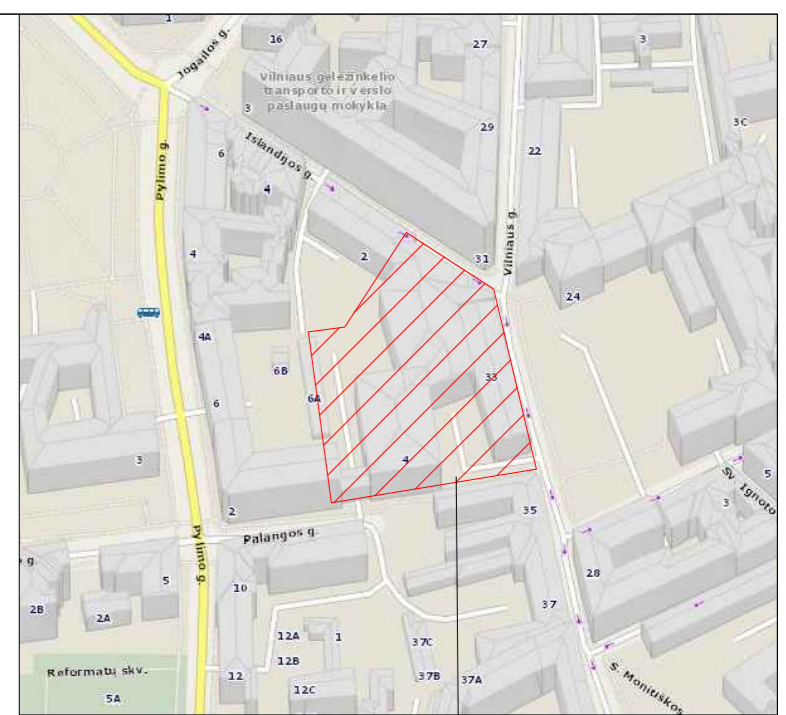 1
Jogailos g.
16
27
3
Vilniaus geležinkelio
transporto ir verslo
paslaugų mokykla
3
29
3C
Pylimo g.
6
Islandijos g.
22
4
2
31
Vilniaus g.
4
24
4A
6B
33
6A
6
4
3
5
Šv. Ignoto
3
2
35
Palangos g.
Pylimo g.
g.
28
5
10
37
2B
2A
12A
1
37C
12B
Reformatų skv.
12
37B
37A
S. Moniuškos
5A
12C